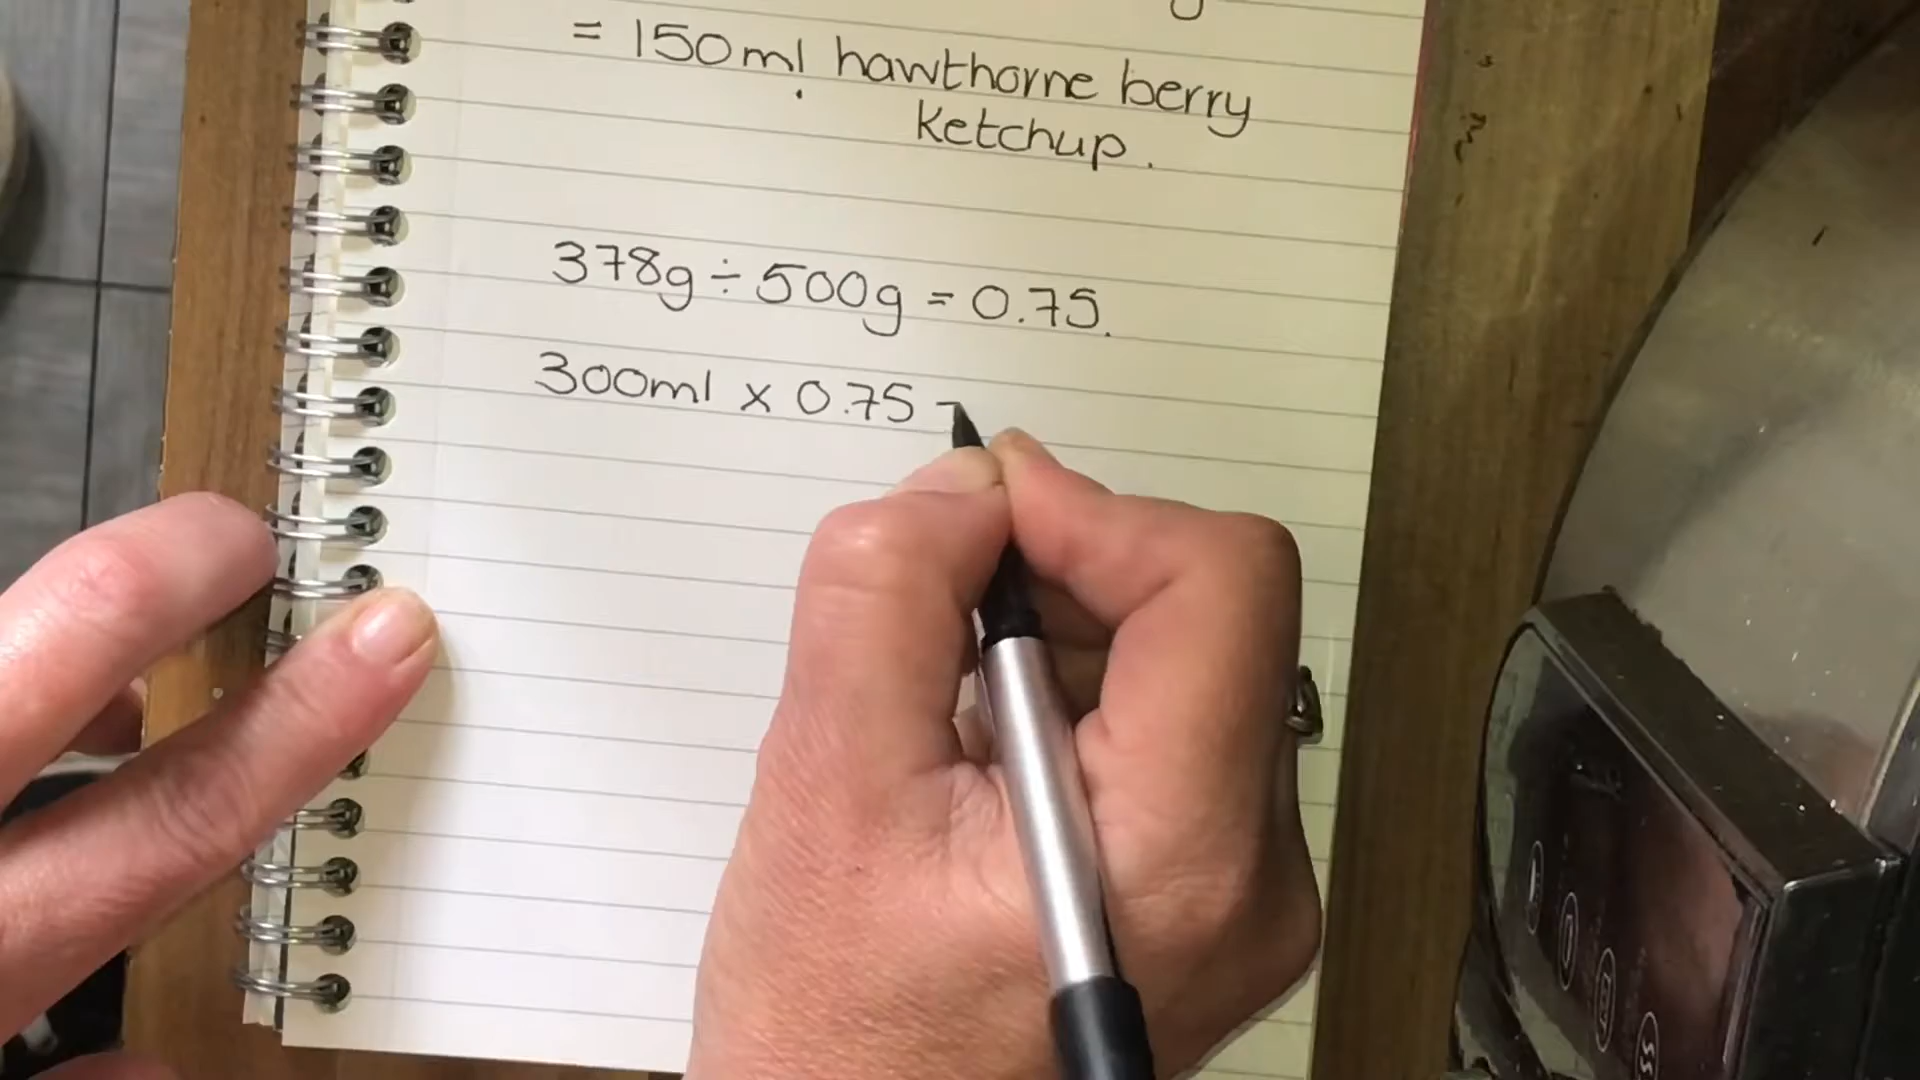 = 150ml hawthorne berry
ketchup.
378g ÷ 500g = 0.75.
300ml x 0.75 -